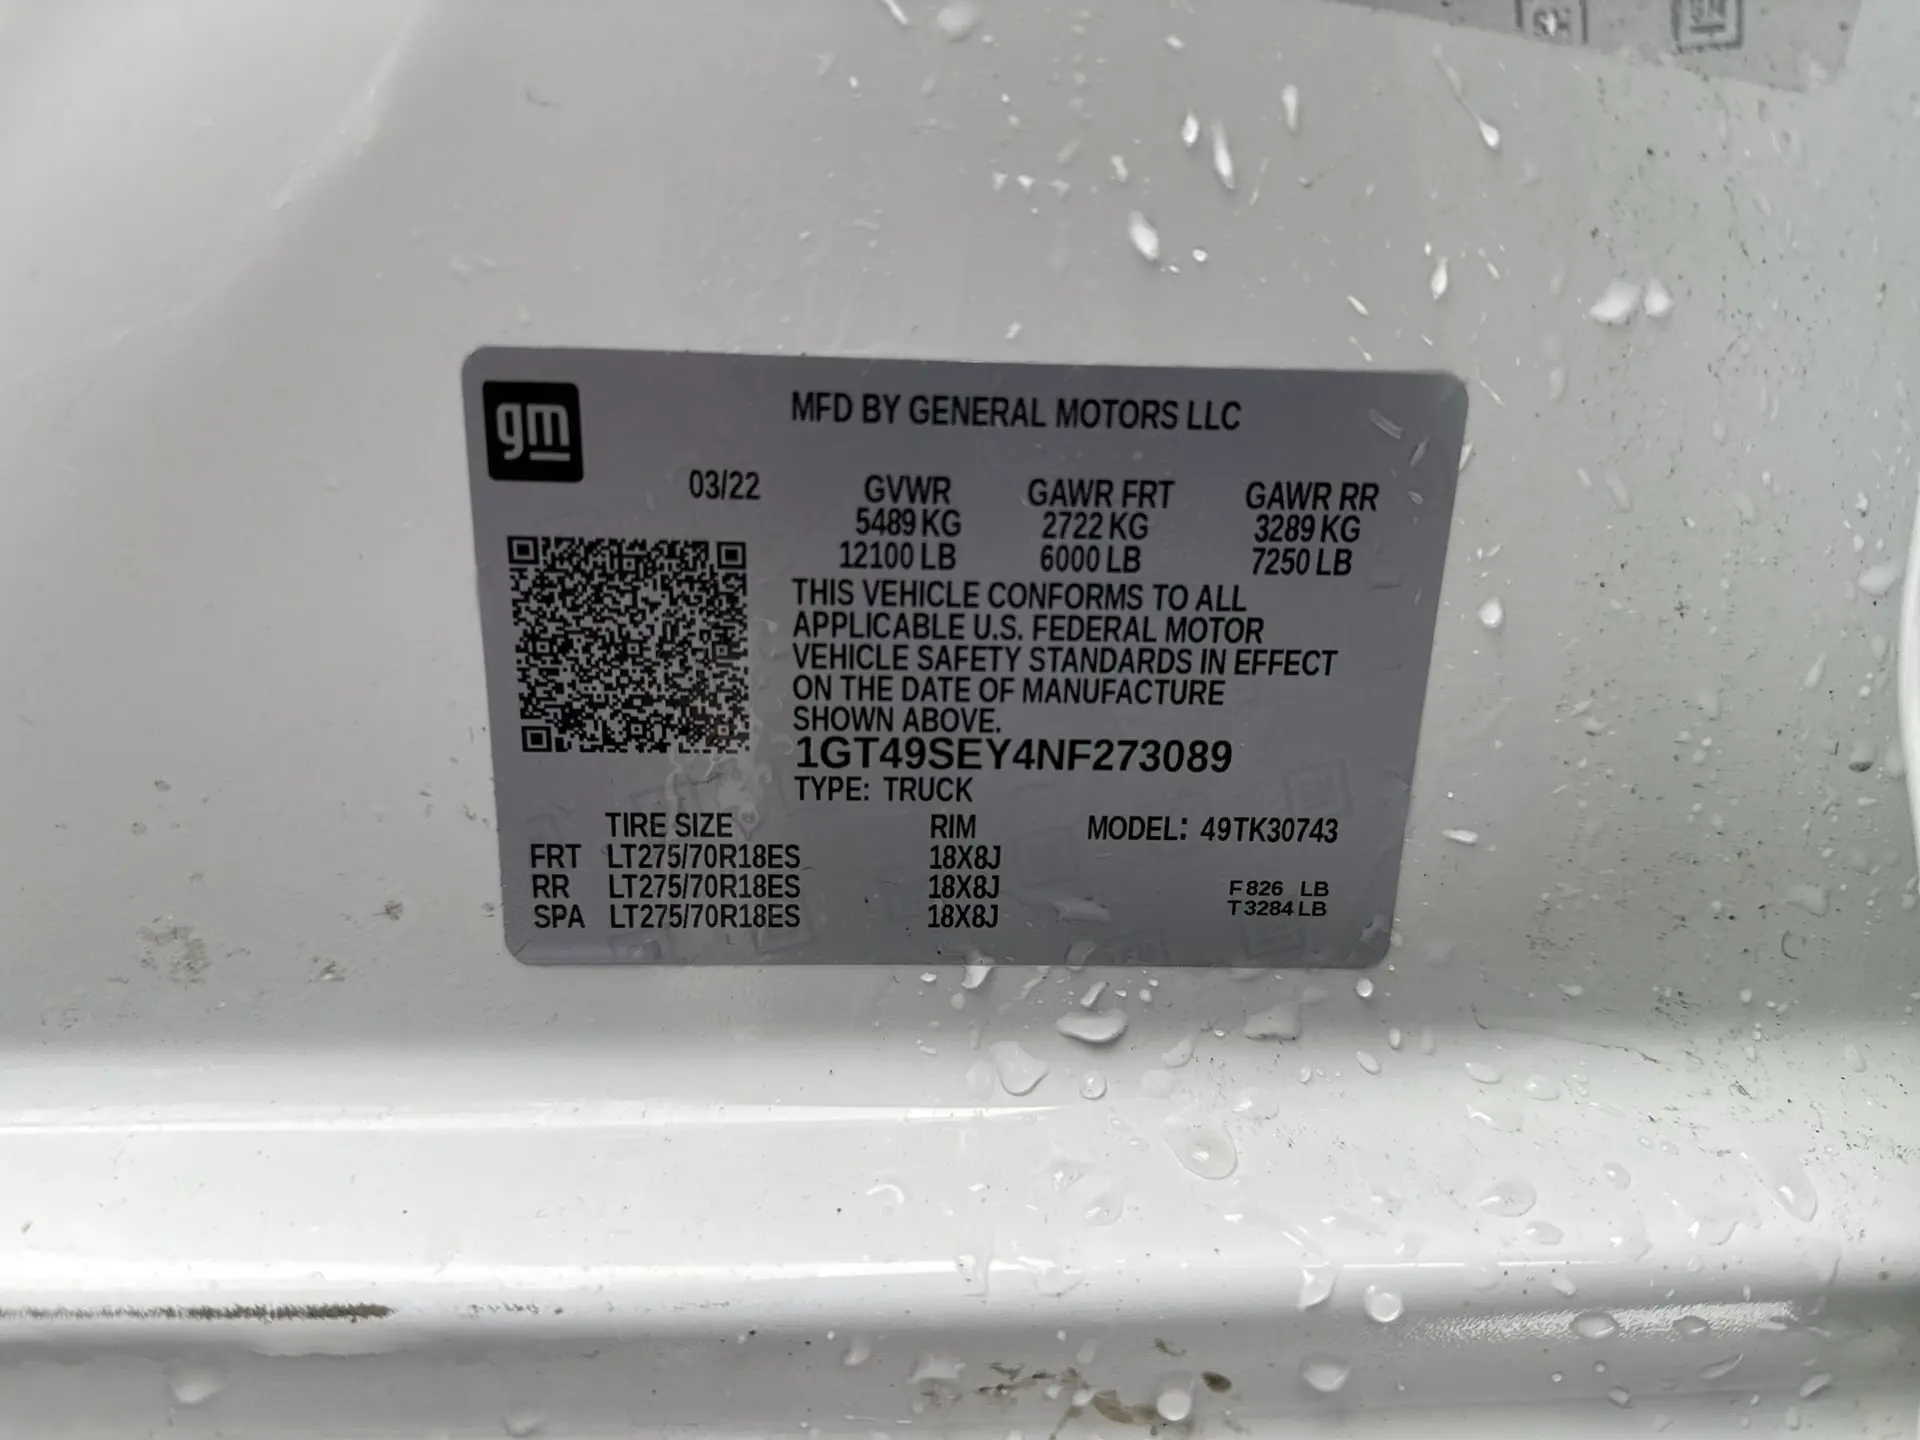 gm
MFD BY GENERAL MOTORS LLC
03/22 GVWR GAWR FRT GAWR RR
5489 KG 2722 KG 3289 KG
12100 LB 6000 LB 7250 LB
THIS VEHICLE CONFORMS TO ALL
APPLICABLE U.S. FEDERAL MOTOR
VEHICLE SAFETY STANDARDS IN EFFECT
ON THE DATE OF MANUFACTURE
SHOWN ABOVE.
1GT49SEY4NF273089
TYPE: TRUCK
TIRE SIZE RIM MODEL: 49TK30743
FRT LT275/70R18ES 18X8J
RR LT275/70R18ES 18X8J F 826 LB
SPA LT275/70R18ES 18X8J T 3284 LB